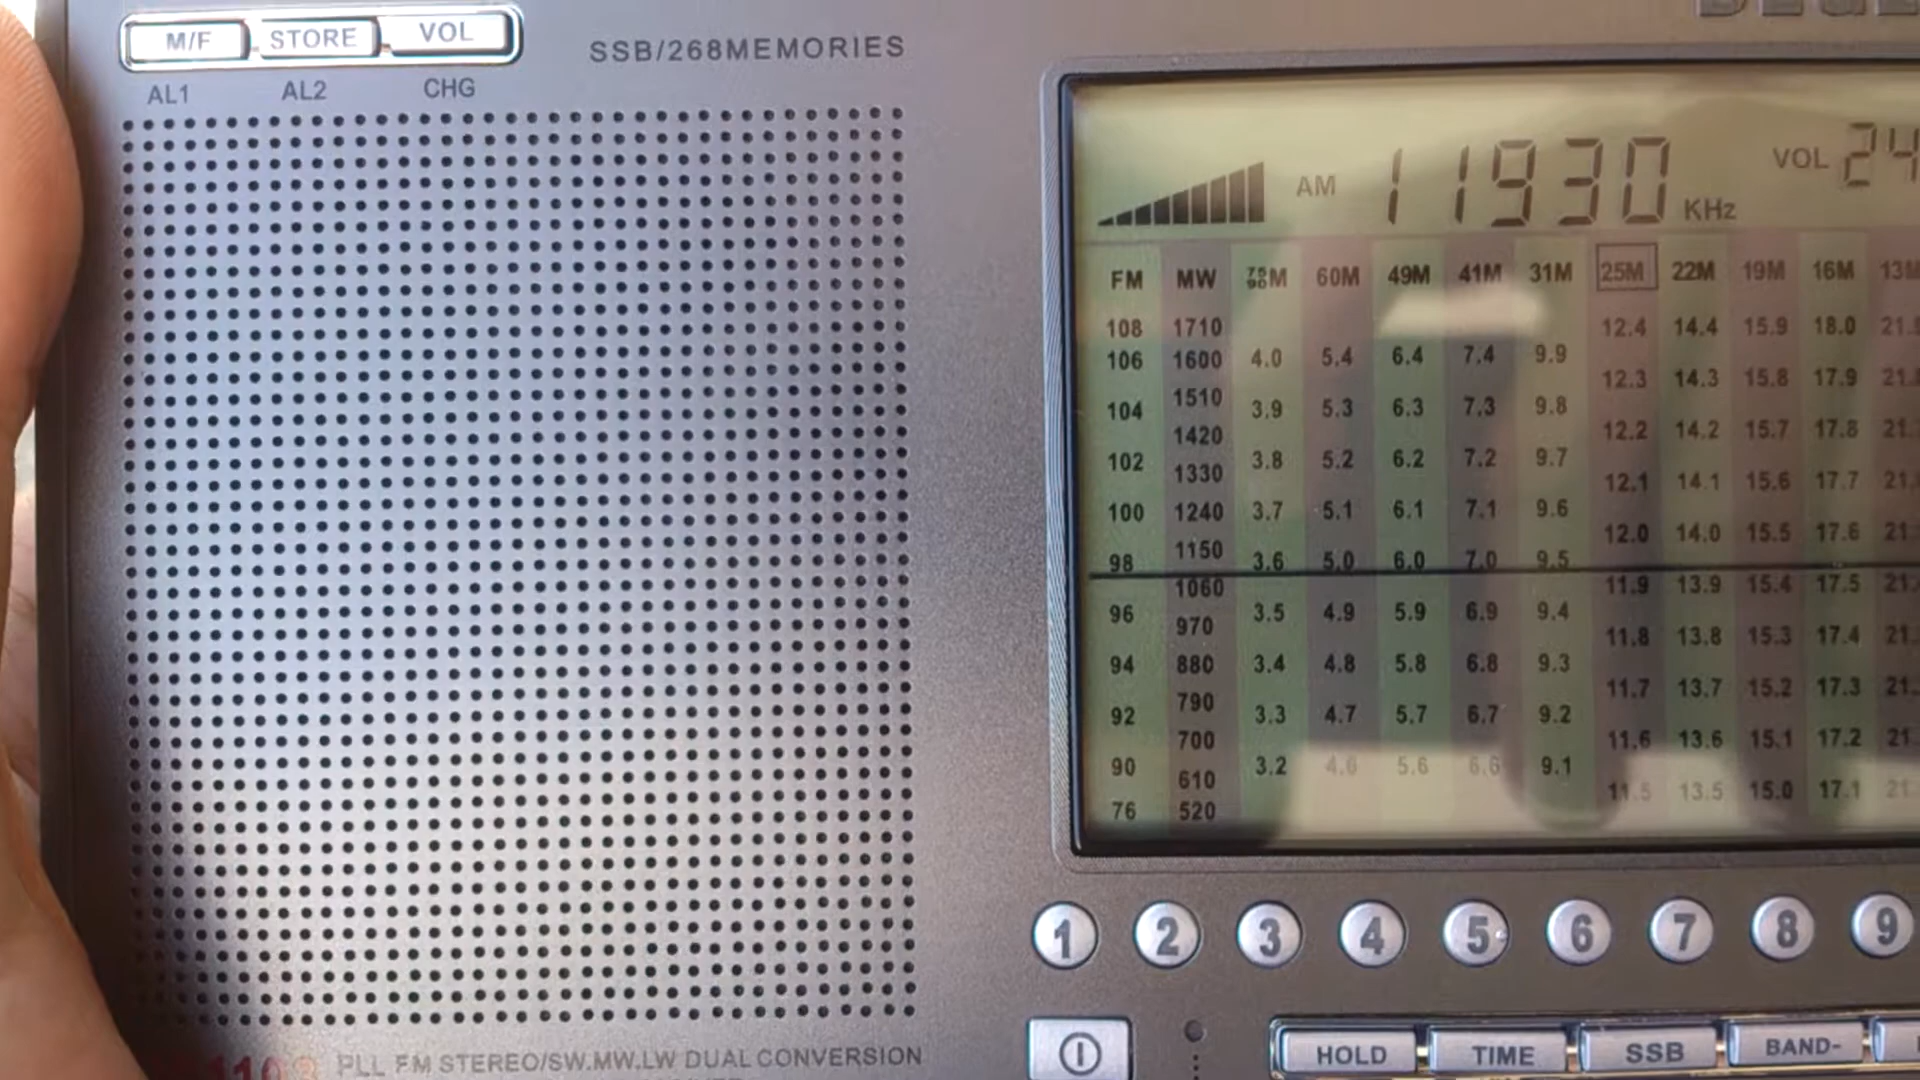 M/F STORE VOL
AL1 AL2 CHG
SSB/268MEMORIES
AM 11930 KHz VOL 24
FM MW 75 90 M 60M 49M 41M 31M 25M 22M 19M 16M 13M
108 1710 12.4 14.4 15.9 18.0
106 1600 4.0 5.4 6.4 7.4 9.9
12.3 14.3 15.8 17.9
104 1510 3.9 5.3 6.3 7.3 9.8
1420 12.2 14.2 15.7 17.8
102 1330 3.8 5.2 6.2 7.2 9.7
12.1 14.1 15.6 17.7
100 1240 3.7 5.1 6.1 7.1 9.6
1150 12.0 14.0 15.5 17.6
98 3.6 5.0 6.0 7.0 9.5
1060 11.9 13.9 15.4 17.5
96 970 3.5 4.9 5.9 6.9 9.4
11.8 13.8 15.3 17.4
94 880 3.4 4.8 5.8 6.8 9.3
790 11.7 13.7 15.2 17.3
92 3.3 4.7 5.7 6.7 9.2
700 11.6 13.6 15.1 17.2
90 610 3.2 4.6 5.6 6.6 9.1
11.5 13.5 15.0 17.1
76 520
1 2 3 4 5 6 7 8 9
HOLD TIME SSB BAND-
PLL FM STEREO/SW.MW.LW DUAL CONVERSION